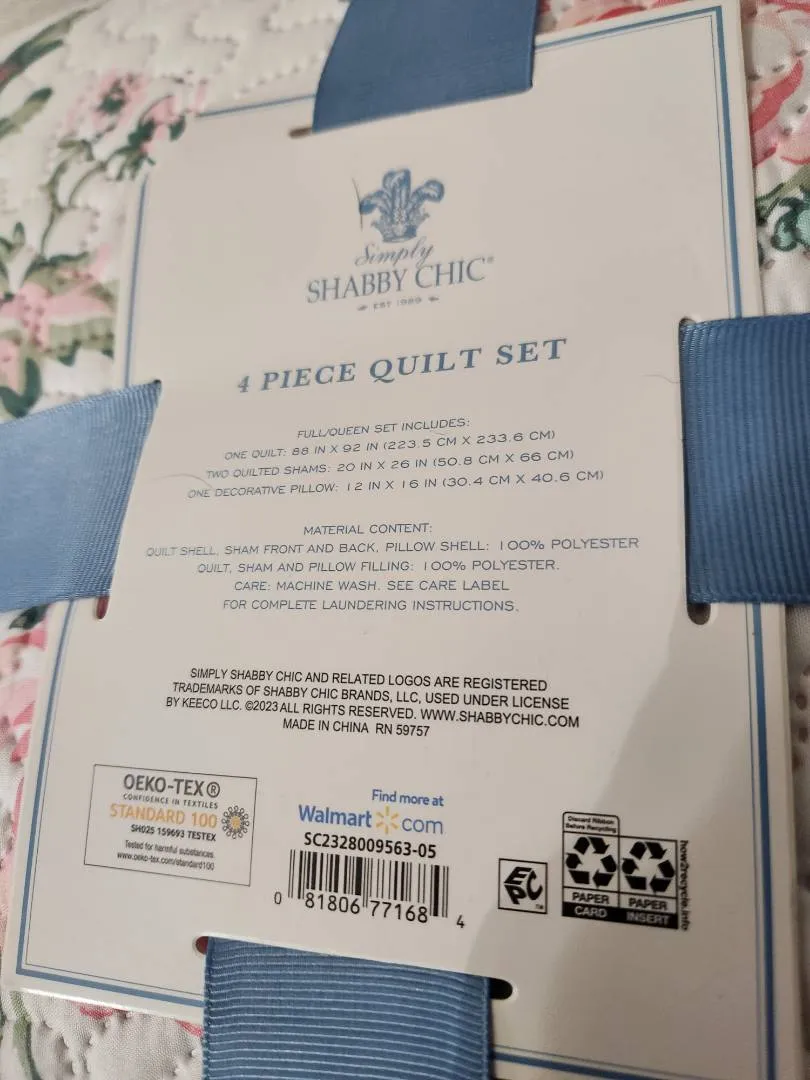 Simply
SHABBY CHIC®
EST 1989
4 PIECE QUILT SET
FULL/QUEEN SET INCLUDES:
ONE QUILT: 88 IN X 92 IN (223.5 CM X 233.6 CM)
TWO QUILTED SHAMS: 20 IN X 26 IN (50.8 CM X 66 CM)
ONE DECORATIVE PILLOW: 12 IN X 16 IN (30.4 CM X 40.6 CM)
MATERIAL CONTENT:
QUILT SHELL, SHAM FRONT AND BACK, PILLOW SHELL: 100% POLYESTER
QUILT, SHAM AND PILLOW FILLING: 100% POLYESTER.
CARE: MACHINE WASH. SEE CARE LABEL
FOR COMPLETE LAUNDERING INSTRUCTIONS.
SIMPLY SHABBY CHIC AND RELATED LOGOS ARE REGISTERED
TRADEMARKS OF SHABBY CHIC BRANDS, LLC, USED UNDER LICENSE
BY KEECO LLC. ©2023 ALL RIGHTS RESERVED. WWW.SHABBYCHIC.COM
MADE IN CHINA RN 59757
OEKO-TEX®
CONFIDENCE IN TEXTILES
STANDARD 100
SH025 159693 TESTEX
Tested for harmful substances.
www.oeko-tex.com/standard100
Find more at
Walmart com
SC2328009563-05
0 81806 77168 4
EPC™
Discard Ribbon
Before Recycling
PAPER
CARD
PAPER
INSERT
how2recycle.info